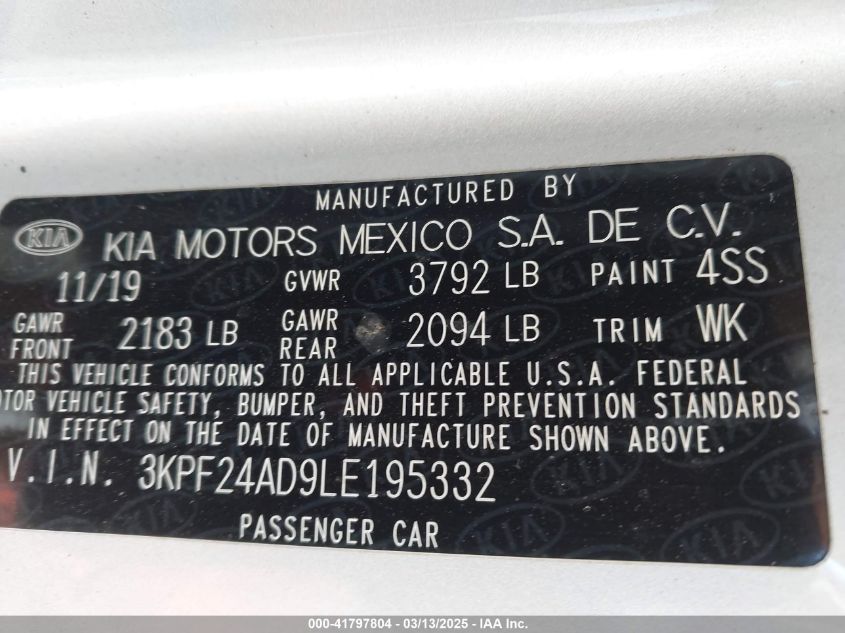 MANUFACTURED BY
KIA KIA MOTORS MEXICO S.A. DE C.V.
11/19 GVWR 3792 LB PAINT 4SS
GAWR FRONT 2183 LB GAWR REAR 2094 LB TRIM WK
THIS VEHICLE CONFORMS TO ALL APPLICABLE U.S.A. FEDERAL
OTOR VEHICLE SAFETY, BUMPER, AND THEFT PREVENTION STANDARDS
IN EFFECT ON THE DATE OF MANUFACTURE SHOWN ABOVE.
V.I.N. 3KPF24AD9LE195332
PASSENGER CAR
000-41797804 - 03/13/2025 - IAA Inc.